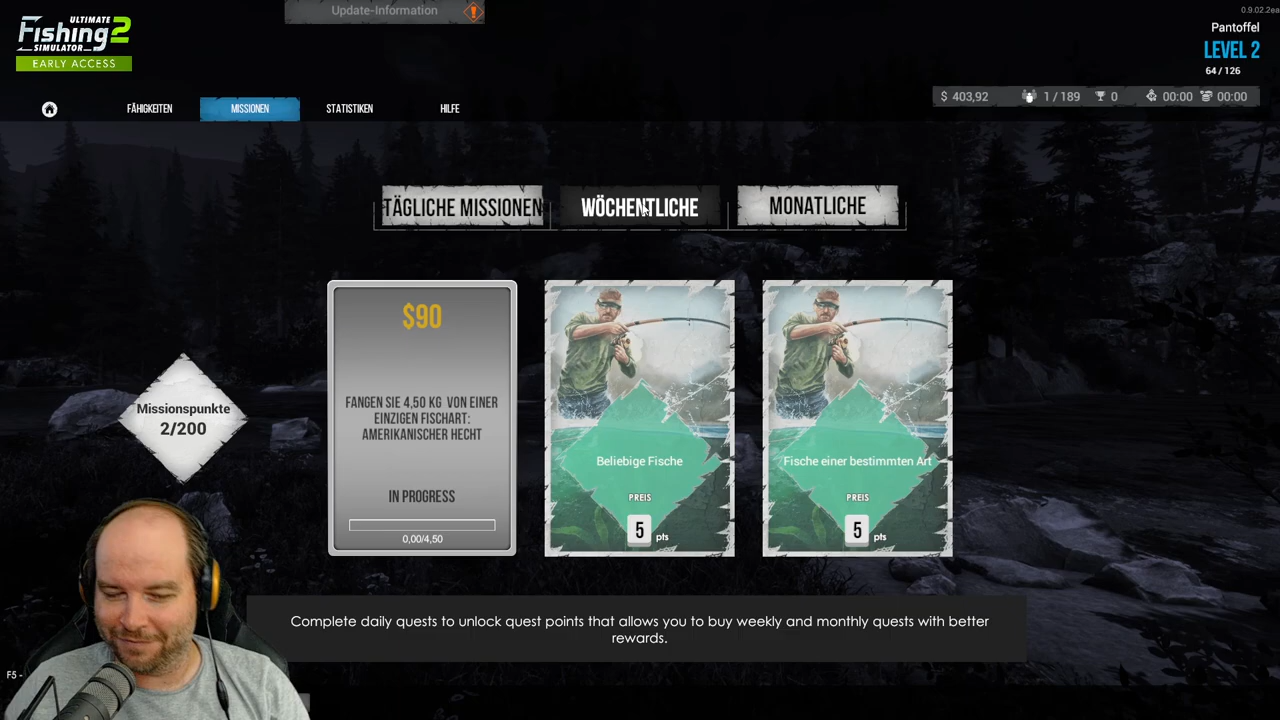 Update-Information
0.9.02.2ea
ULTIMATE
Fishing 2
SIMULATOR
EARLY ACCESS
Pantoffel
LEVEL 2
64 / 126
FÄHIGKEITEN
MISSIONEN
STATISTIKEN
HILFE
$ 403,92
1 / 189
0
00:00
00:00
TÄGLICHE MISSIONEN
WÖCHENTLICHE
MONATLICHE
Missionspunkte
2/200
$90
FANGEN SIE 4,50 KG VON EINER
EINZIGEN FISCHART:
AMERIKANISCHER HECHT
IN PROGRESS
0,00/4,50
Beliebige Fische
PREIS
5 pts
Fische einer bestimmten Art
PREIS
5 pts
Complete daily quests to unlock quest points that allows you to buy weekly and monthly quests with better
rewards.
F5 -